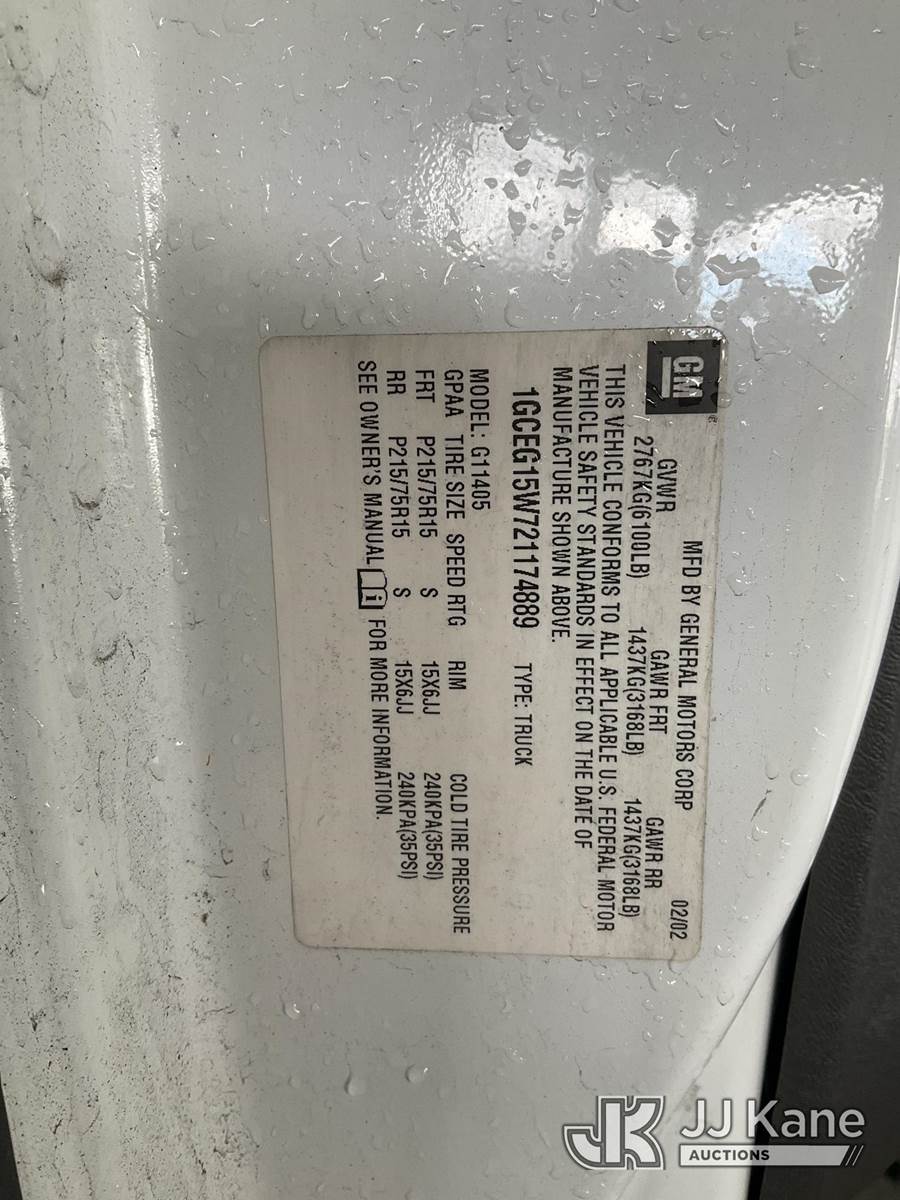 GM
MFD BY GENERAL MOTORS CORP 02/02
GVWR GAWR FRT GAWR RR
2767KG(6100LB) 1437KG(3168LB) 1437KG(3168LB)
THIS VEHICLE CONFORMS TO ALL APPLICABLE U.S. FEDERAL MOTOR
VEHICLE SAFETY STANDARDS IN EFFECT ON THE DATE OF
MANUFACTURE SHOWN ABOVE.
1GCEG15W721174889 TYPE: TRUCK
MODEL: G11405
GPAA TIRE SIZE SPEED RTG RIM COLD TIRE PRESSURE
FRT P215/75R15 S 15X6JJ 240KPA(35PSI)
RR P215/75R15 S 15X6JJ 240KPA(35PSI)
SEE OWNER'S MANUAL i FOR MORE INFORMATION.
JK JJ Kane
AUCTIONS